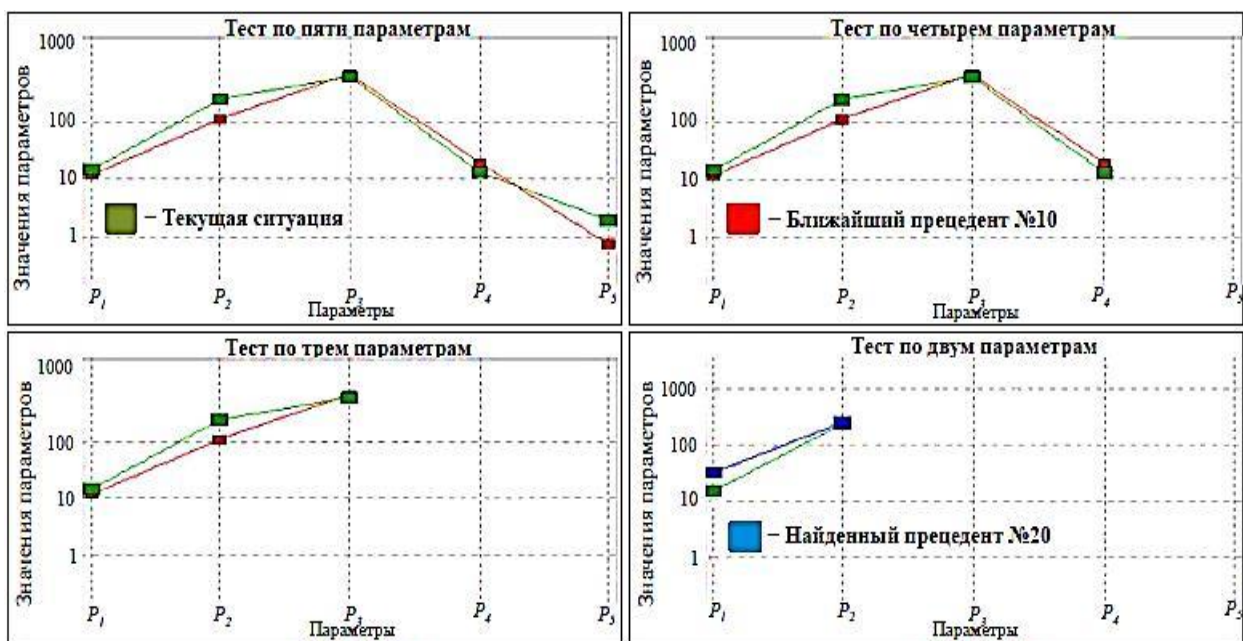 Тест по пяти параметрам
Значения параметров
1000
100
10
1
– Текущая ситуация
P1 P2 P3 P4 P5
Параметры
Тест по четырем параметрам
Значения параметров
1000
100
10
1
– Ближайший прецедент №10
P1 P2 P3 P4 P5
Параметры
Тест по трем параметрам
Значения параметров
1000
100
10
1
P1 P2 P3 P4 P5
Параметры
Тест по двум параметрам
Значения параметров
1000
100
10
1
– Найденный прецедент №20
P1 P2 P3 P4 P5
Параметры